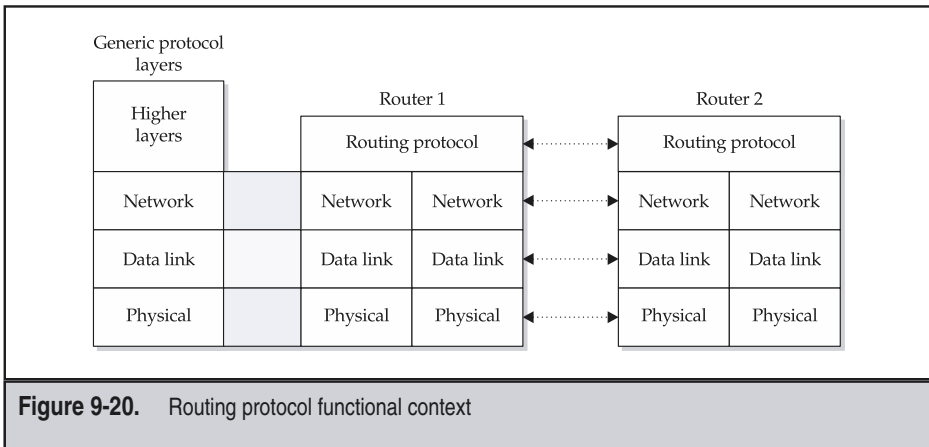 Generic protocol
layers
Higher
layers
Router 1
Router 2
Routing protocol
Routing protocol
Network
Network
Network
Network
Network
Data link
Data link
Data link
Data link
Data link
Physical
Physical
Physical
Physical
Physical
Figure 9-20. Routing protocol functional context